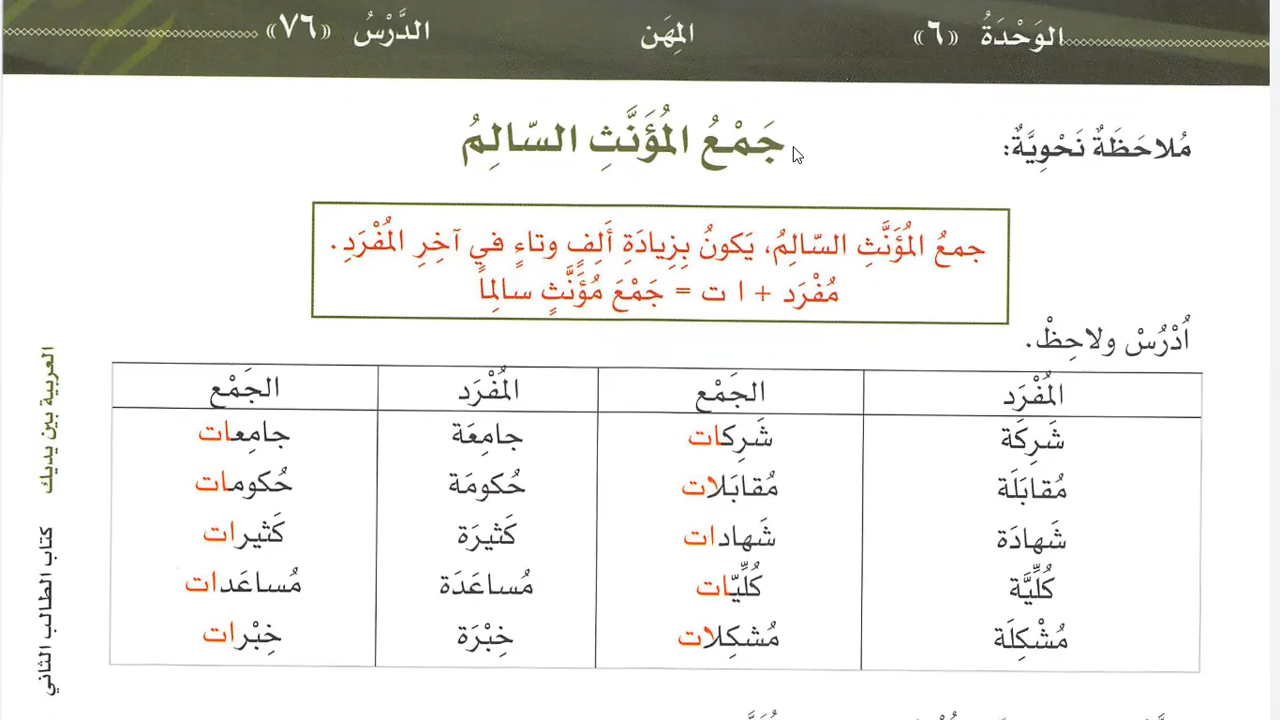 الوَحْدَةُ «٦» المِهَن الدَّرْسُ «٧٦»
مُلاحَظَةٌ نَحْوِيَّةٌ: جَمْعُ المُؤَنَّثِ السّالِمُ
جمعُ المُؤَنَّثِ السّالِمُ، يَكونُ بِزِيادَةِ أَلِفٍ وتاءٍ في آخِرِ المُفْرَدِ.
مُفْرَد + ا ت = جَمْعَ مُؤَنَّثٍ سالِماً
اُدْرُسْ ولاحِظْ.
المُفْرَد الجَمْع المُفْرَد الجَمْع
شَرِكَة شَرِكات جامِعَة جامِعات
مُقابَلَة مُقابَلات حُكومَة حُكومات
شَهادَة شَهادات كَثيرَة كَثيرات
كُلِّيَّة كُلِّيّات مُساعَدَة مُساعَدات
مُشْكِلَة مُشكِلات خِبْرَة خِبْرات
العربية بين يديك كتاب الطالب الثاني